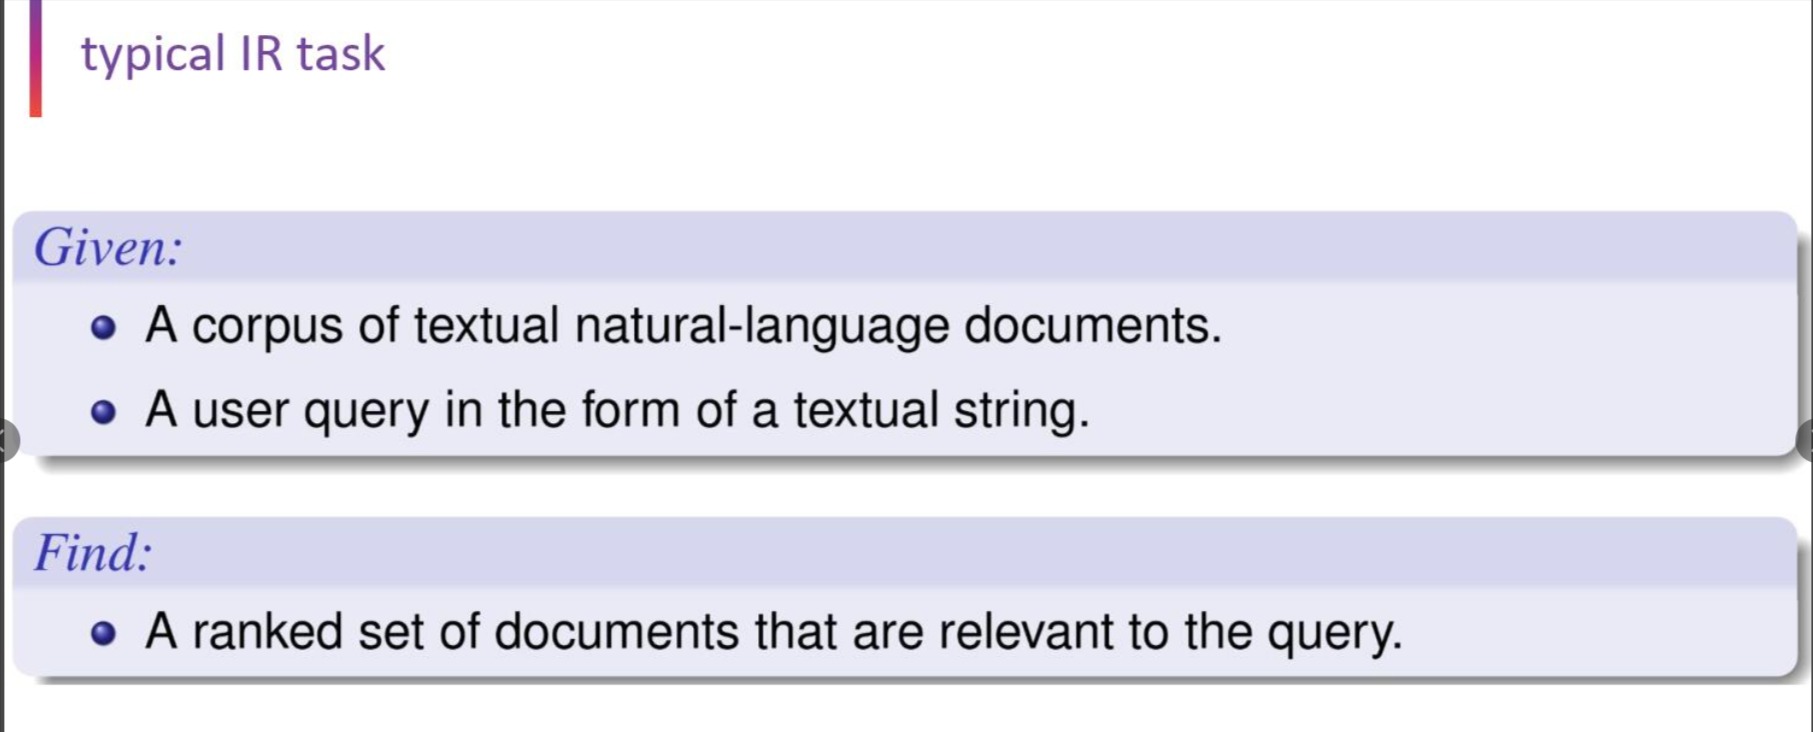 typical IR task
Given:
A corpus of textual natural-language documents.
A user query in the form of a textual string.
Find:
A ranked set of documents that are relevant to the query.